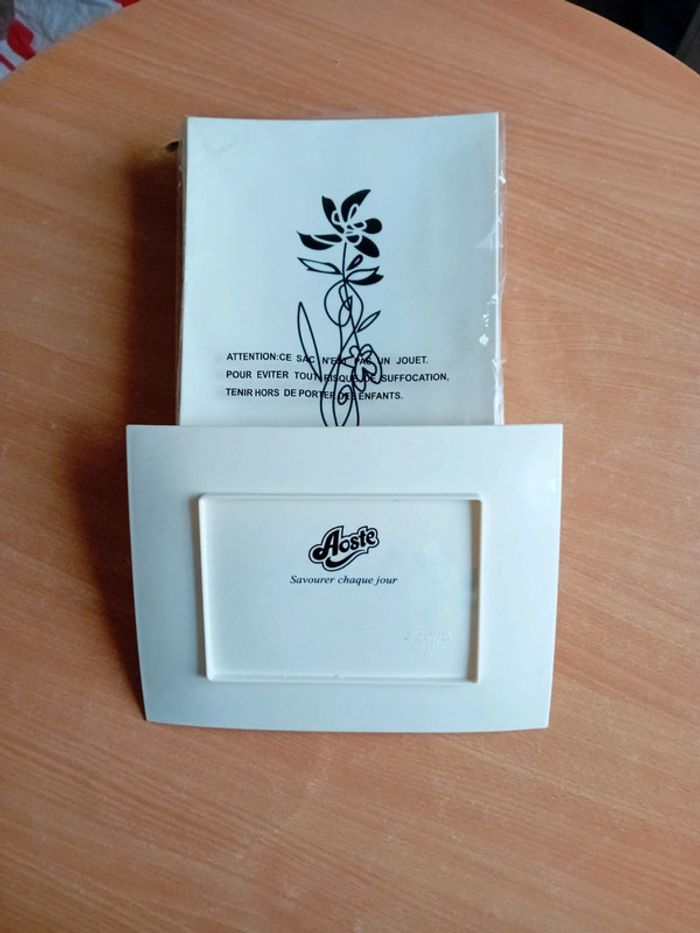 ATTENTION:CE SAC N'EST PAS UN JOUET.
POUR EVITER TOUT RISQUE DE SUFFOCATION,
TENIR HORS DE PORTER DES ENFANTS.
Aoste
Savourer chaque jour